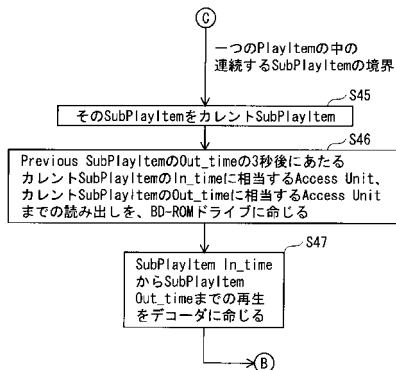 C
一つのPlayItemの中の
連続するSubPlayItemの境界
S45
そのSubPlayItemをカレントSubPlayItem
S46
Previous SubPlayItemのOut_timeの3秒後にあたる
カレントSubPlayItemのIn_timeに相当するAccess Unit、
カレントSubPlayItemのOut_timeに相当するAccess Unit
までの読み出しを、BD-ROMドライブに命じる
S47
SubPlayItem In_time
からSubPlayItem
Out_timeまでの再生
をデコーダに命じる
B